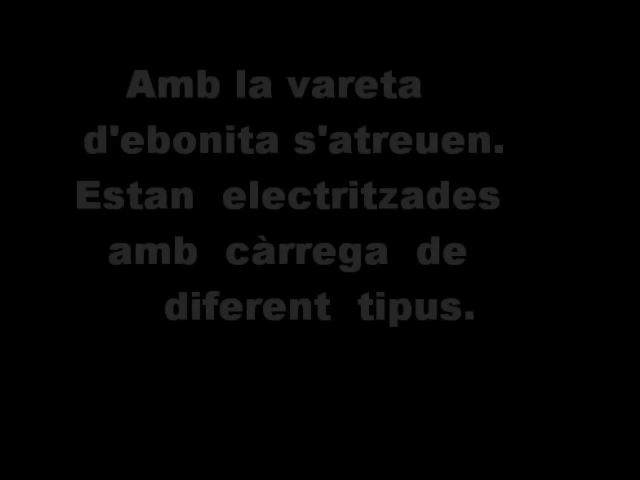 Amb la vareta
d'ebonita s'atreuen.
Estan electritzades
amb càrrega de
diferent tipus.